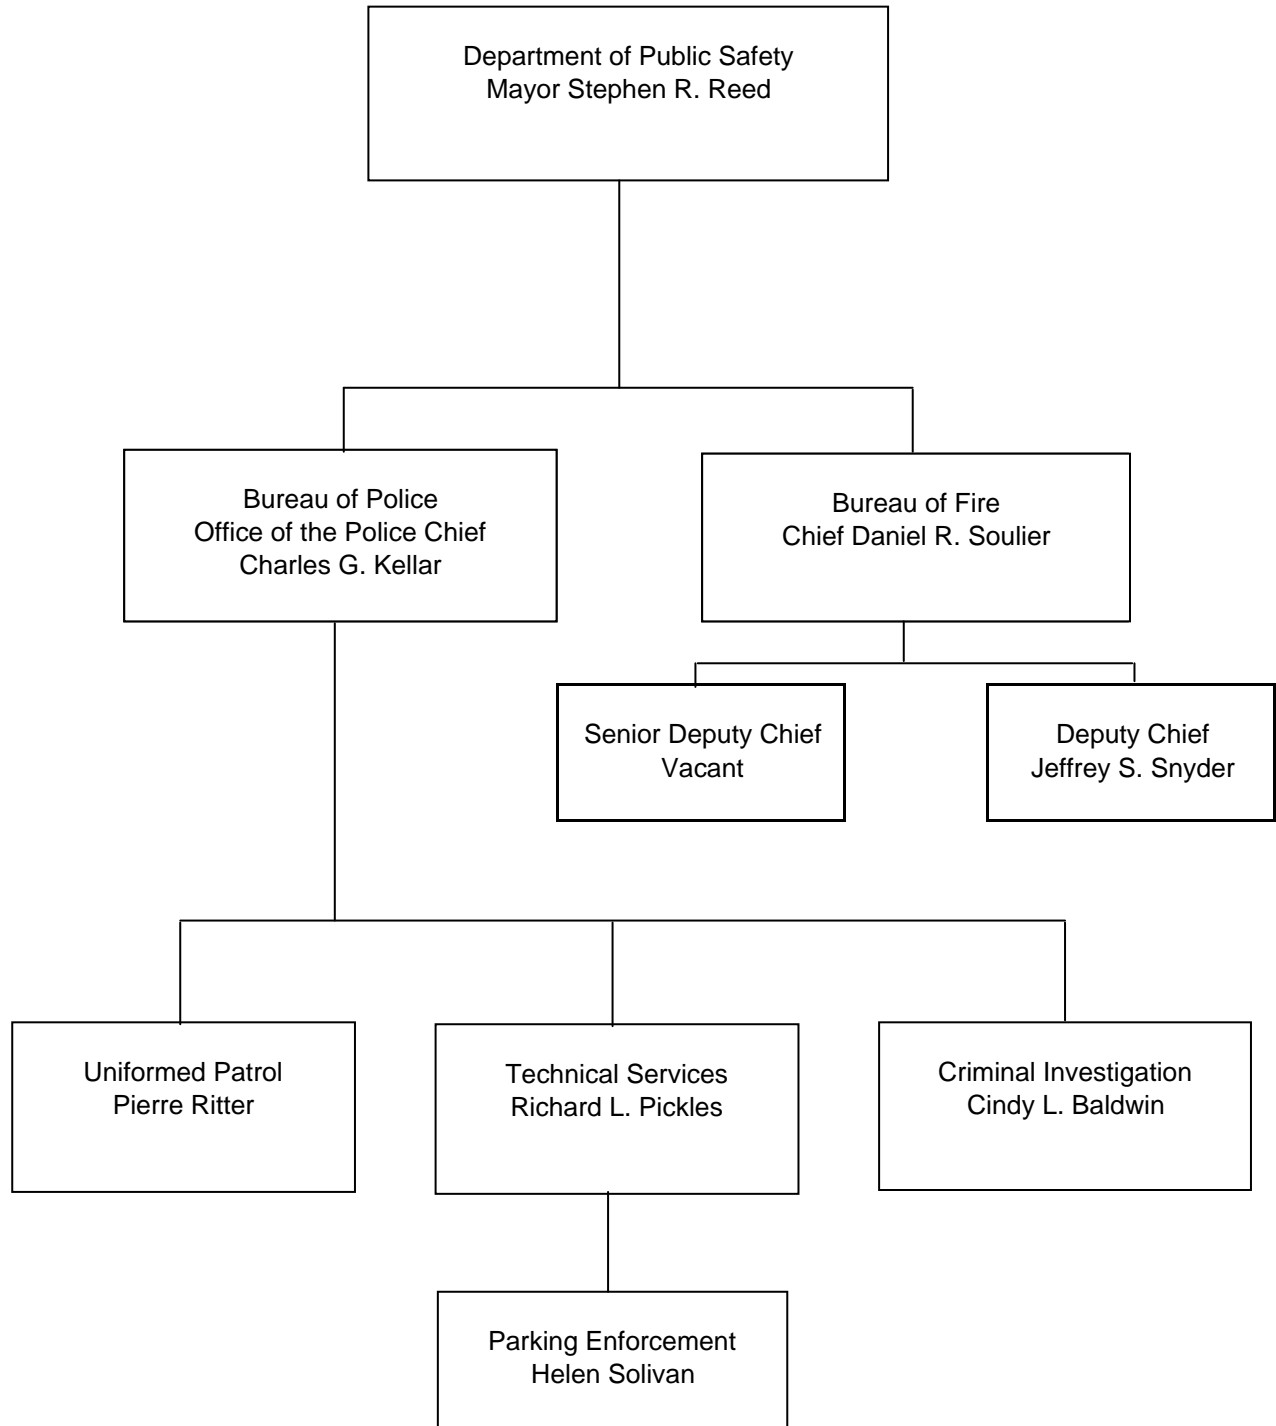 Department of Public Safety
Mayor Stephen R. Reed
Bureau of Police
Office of the Police Chief
Charles G. Kellar
Bureau of Fire
Chief Daniel R. Soulier
Senior Deputy Chief
Vacant
Deputy Chief
Jeffrey S. Snyder
Uniformed Patrol
Pierre Ritter
Technical Services
Richard L. Pickles
Criminal Investigation
Cindy L. Baldwin
Parking Enforcement
Helen Solivan